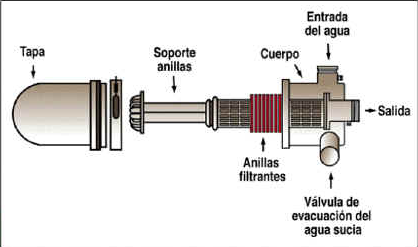 Entrada
del agua
Tapa
Soporte
anillas
Cuerpo
Salida
Anillas
filtrantes
Válvula de
evacuación del
agua sucia